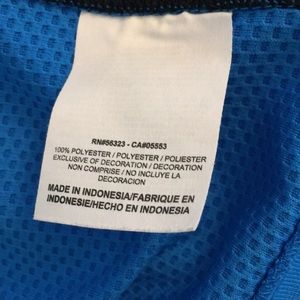 RN#56323 - CA#05553
100% POLYESTER / POLYESTER / POLIESTER
EXCLUSIVE OF DECORATION / DECORATION
NON COMPRISE / NO INCLUYE LA
DECORACION
MADE IN INDONESIA/FABRIQUE EN
INDONESIE/HECHO EN INDONESIA